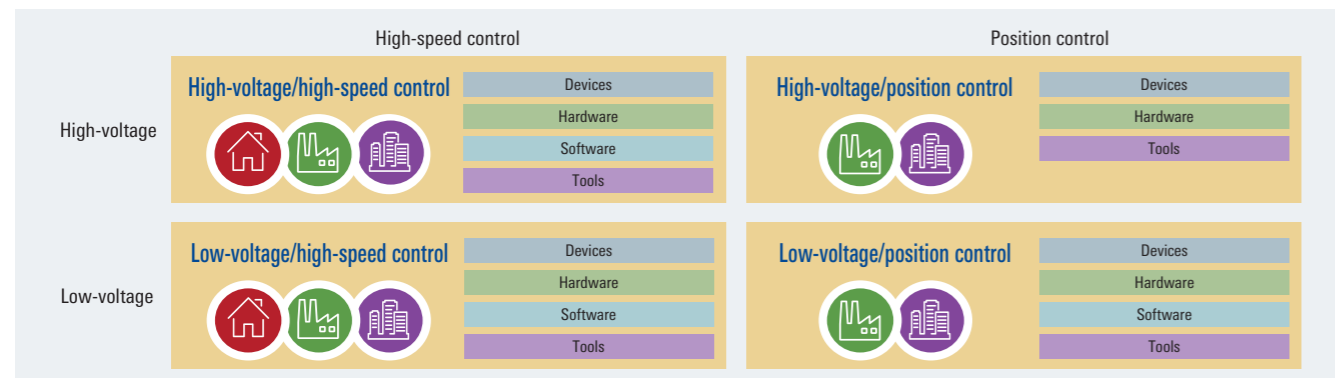 High-speed control
Position control
High-voltage
High-voltage/high-speed control
Devices
Hardware
Software
Tools
High-voltage/position control
Devices
Hardware
Tools
Low-voltage
Low-voltage/high-speed control
Devices
Hardware
Software
Tools
Low-voltage/position control
Devices
Hardware
Software
Tools